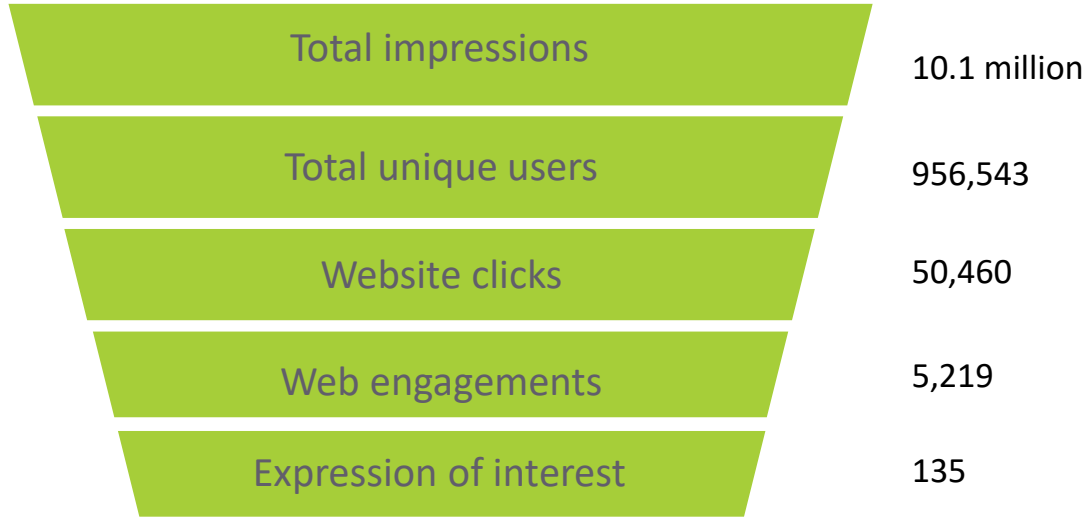 Total impressions
10.1 million
Total unique users
956,543
Website clicks
50,460
Web engagements
5,219
Expression of interest
135